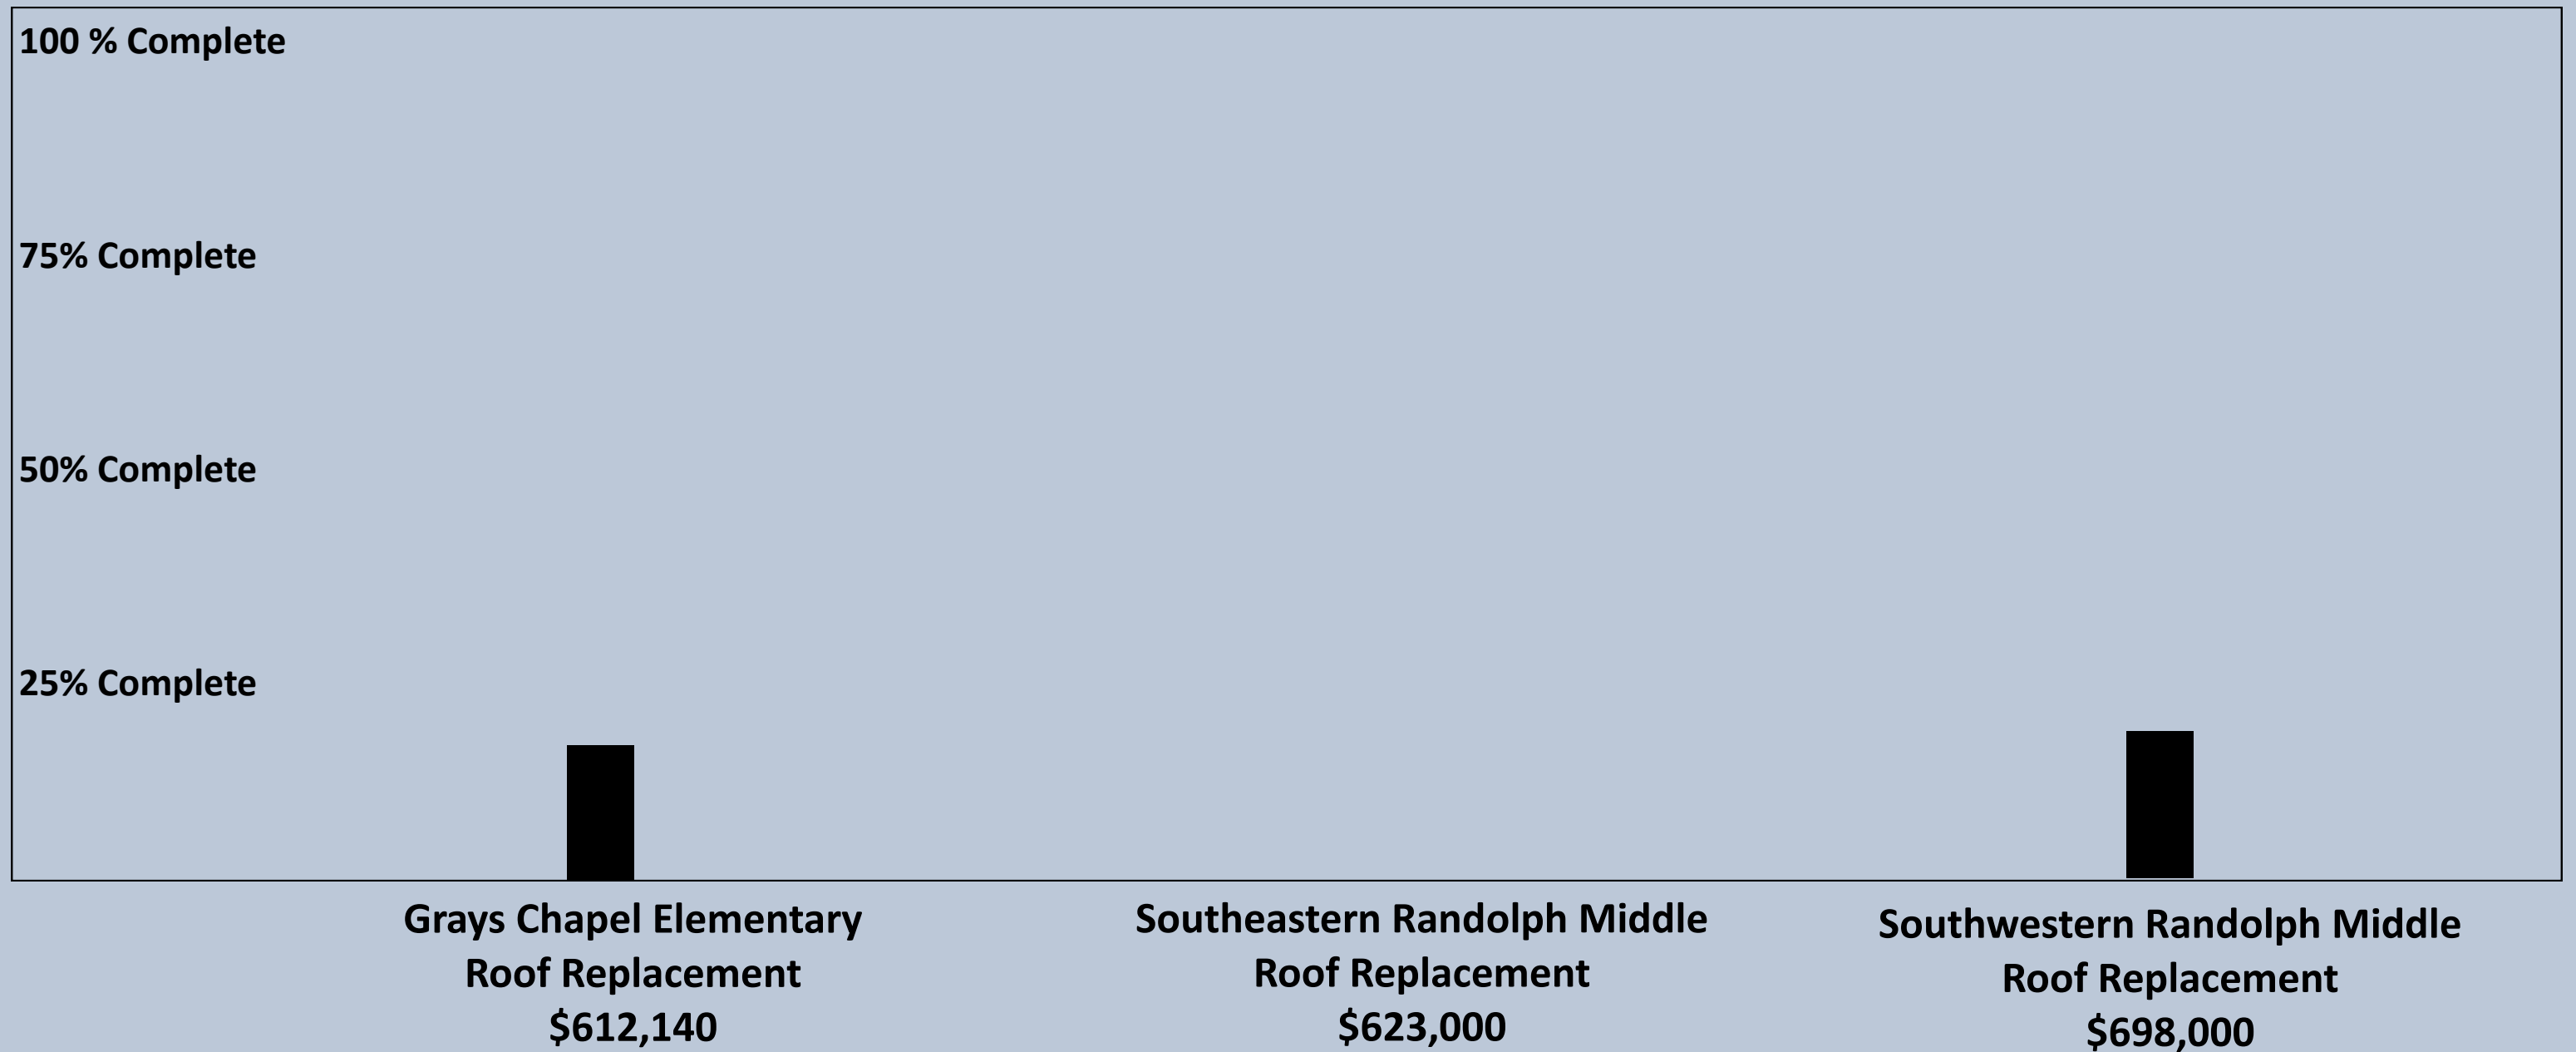 100 % Complete
75% Complete
50% Complete
25% Complete
Grays Chapel Elementary
Roof Replacement
$612,140
Southeastern Randolph Middle
Roof Replacement
$623,000
Southwestern Randolph Middle
Roof Replacement
$698,000